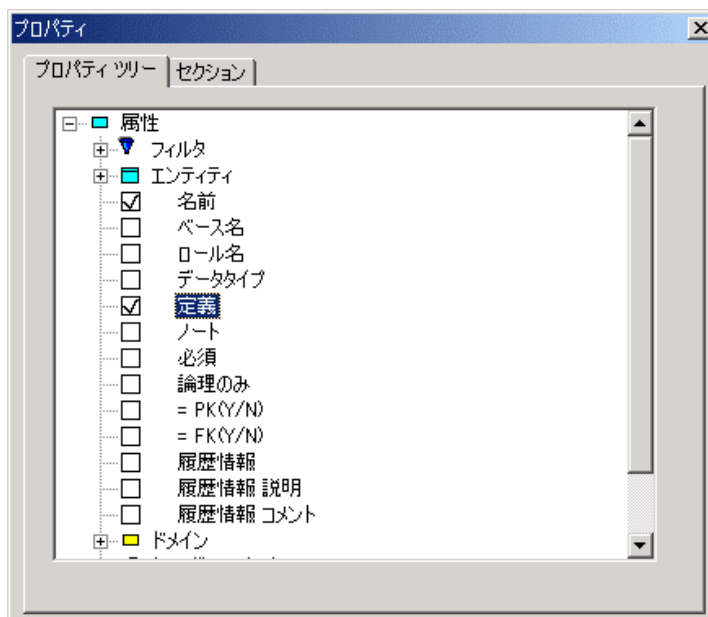 プロパティ
プロパティ ツリー
セクション
属性
フィルタ
エンティティ
名前
ベース名
ロール名
データタイプ
定義
ノート
必須
論理のみ
= PK(Y/N)
= FK(Y/N)
履歴情報
履歴情報 説明
履歴情報 コメント
ドメイン